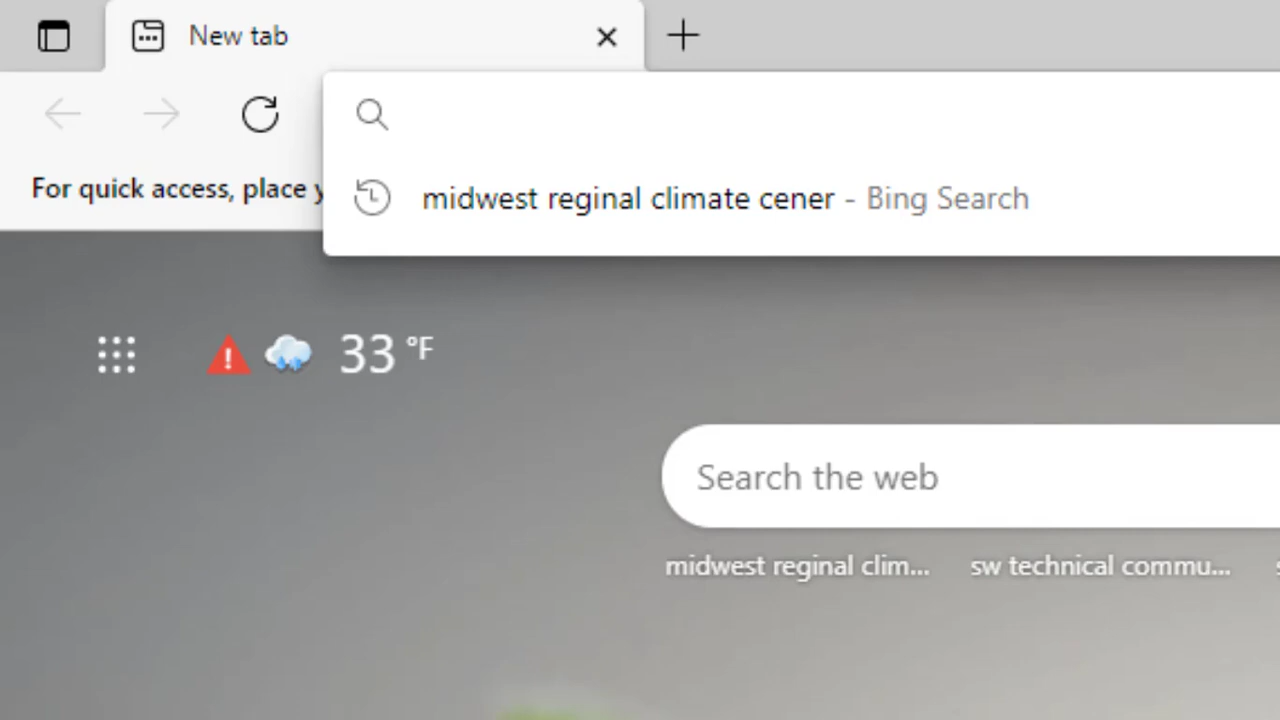 New tab
midwest reginal climate cener - Bing Search
For quick access, place
33 °F
Search the web
midwest reginal clim... sw technical commu...